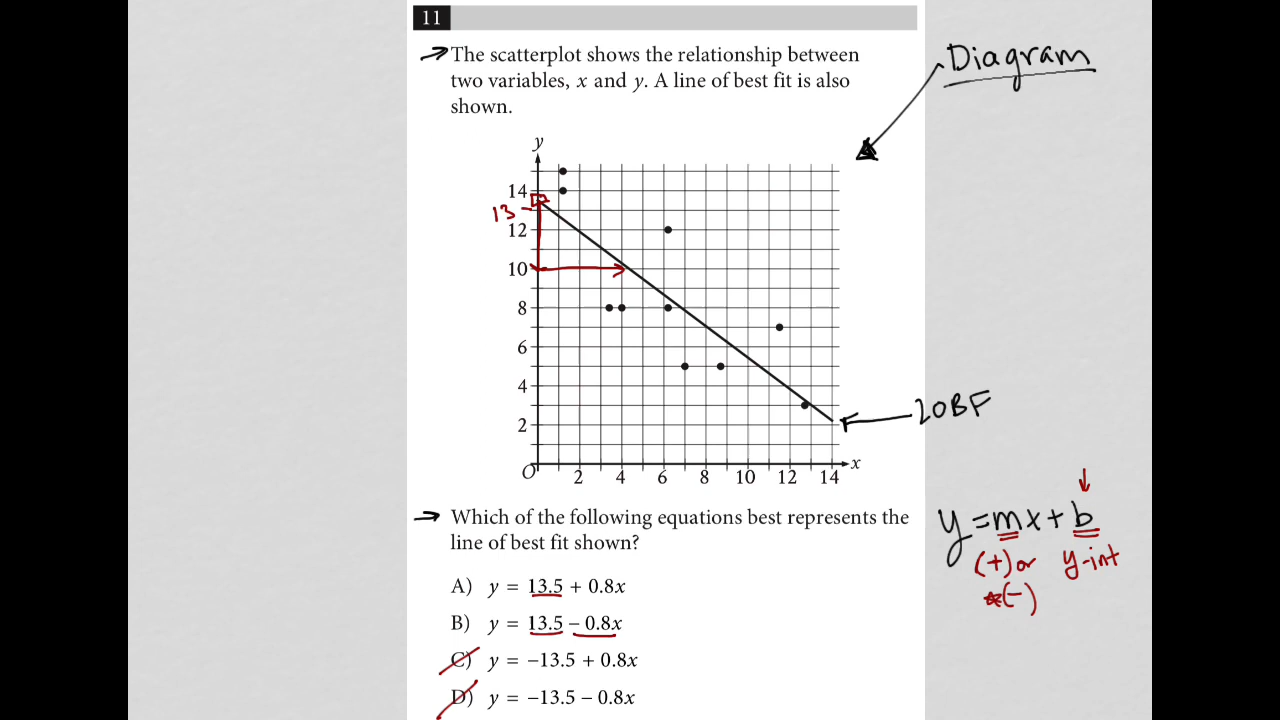 11
The scatterplot shows the relationship between
two variables, x and y. A line of best fit is also
shown.
Diagram
y
14
13
12
10
8
6
4
2
O
2 4 6 8 10 12 14
x
LOBF
Which of the following equations best represents the
line of best fit shown?
y = mx + b
(+) or y-int
*(-)
A) y = 13.5 + 0.8x
B) y = 13.5 − 0.8x
C) y = −13.5 + 0.8x
D) y = −13.5 − 0.8x